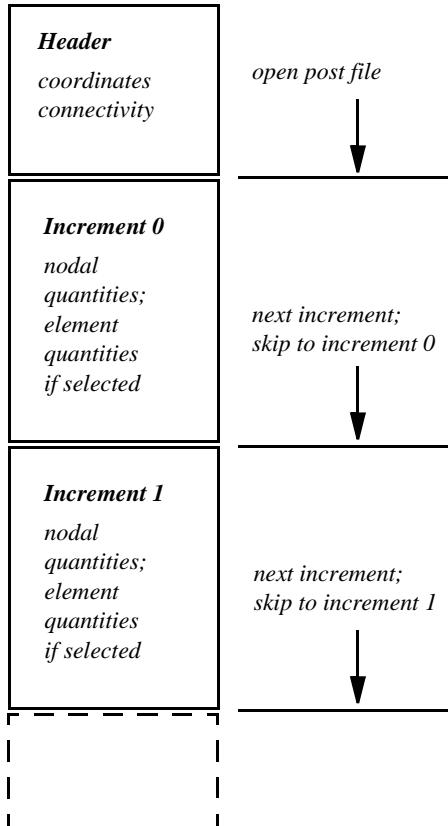 Header
coordinates
connectivity
open post file
Increment 0
nodal
quantities;
element
quantities
if selected
next increment;
skip to increment 0
Increment 1
nodal
quantities;
element
quantities
if selected
next increment;
skip to increment 1